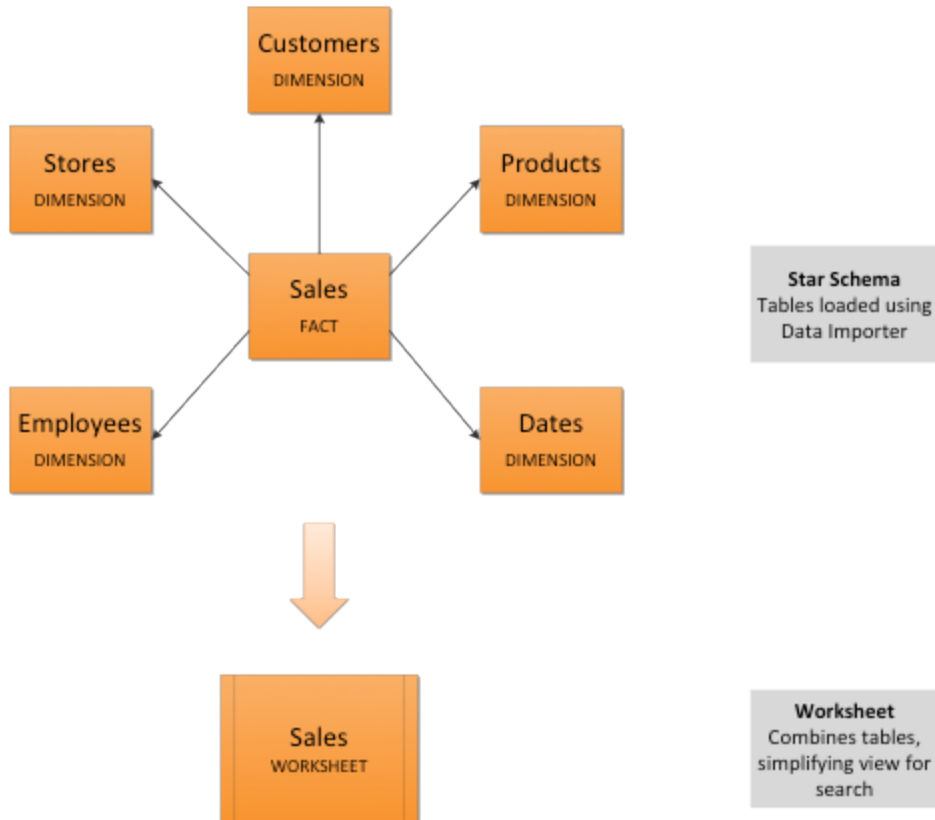 Customers
DIMENSION
Stores
DIMENSION
Products
DIMENSION
Sales
FACT
Star Schema
Tables loaded using
Data Importer
Employees
DIMENSION
Dates
DIMENSION
Sales
WORKSHEET
Worksheet
Combines tables,
simplifying view for
search